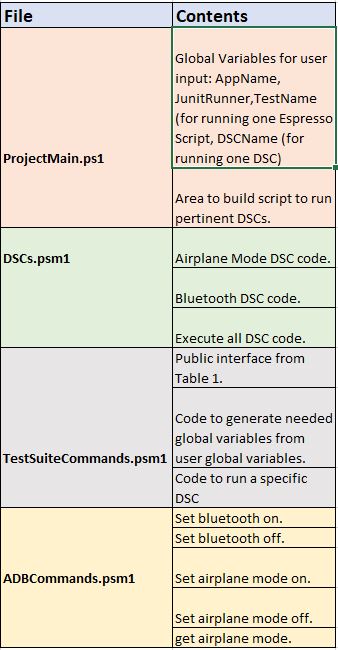 File
Contents
Global Variables for user
input: AppName,
JunitRunner,TestName
(for running one Espresso
Script, DSCName (for
running one DSC)
ProjectMain.ps1
Area to build script to run
pertinent DSCs.
DSCs.psm1
Airplane Mode DSC code.
Bluetooth DSC code.
Execute all DSC code.
Public interface from
Table 1.
Code to generate needed
global variables from
user global variables.
TestSuiteCommands.psm1
Code to run a specific
DSC
Set bluetooth on.
Set bluetooth off.
ADBCommands.psm1
Set airplane mode on.
Set airplane mode off.
get airplane mode.